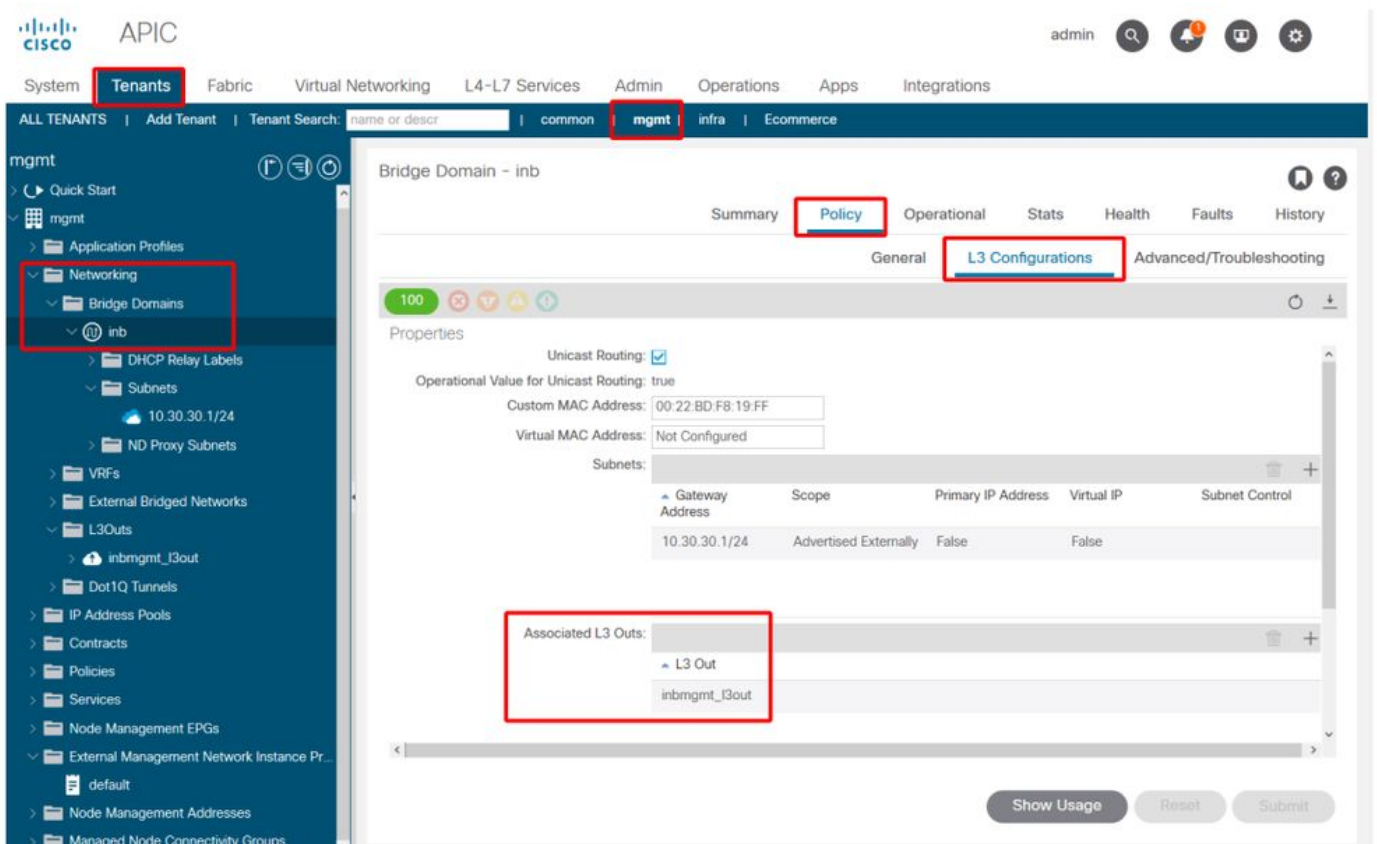 CISCO APIC admin 1
System Tenants Fabric Virtual Networking L4-L7 Services Admin Operations Apps Integrations
ALL TENANTS | Add Tenant | Tenant Search: name or descr | common | mgmt | infra | Ecommerce
mgmt
Quick Start
mgmt
Application Profiles
Networking
Bridge Domains
inb
DHCP Relay Labels
Subnets
10.30.30.1/24
ND Proxy Subnets
VRFs
External Bridged Networks
L3Outs
inbmgmt_l3out
Dot1Q Tunnels
IP Address Pools
Contracts
Policies
Services
Node Management EPGs
External Management Network Instance Pr...
default
Node Management Addresses
Managed Node Connectivity Groups
Bridge Domain - inb
Summary Policy Operational Stats Health Faults History
General L3 Configurations Advanced/Troubleshooting
100
Properties
Unicast Routing:
Operational Value for Unicast Routing: true
Custom MAC Address: 00:22:BD:F8:19:FF
Virtual MAC Address: Not Configured
Subnets:
Gateway Address Scope Primary IP Address Virtual IP Subnet Control
10.30.30.1/24 Advertised Externally False False
Associated L3 Outs:
L3 Out
inbmgmt_l3out
Show Usage Reset Submit